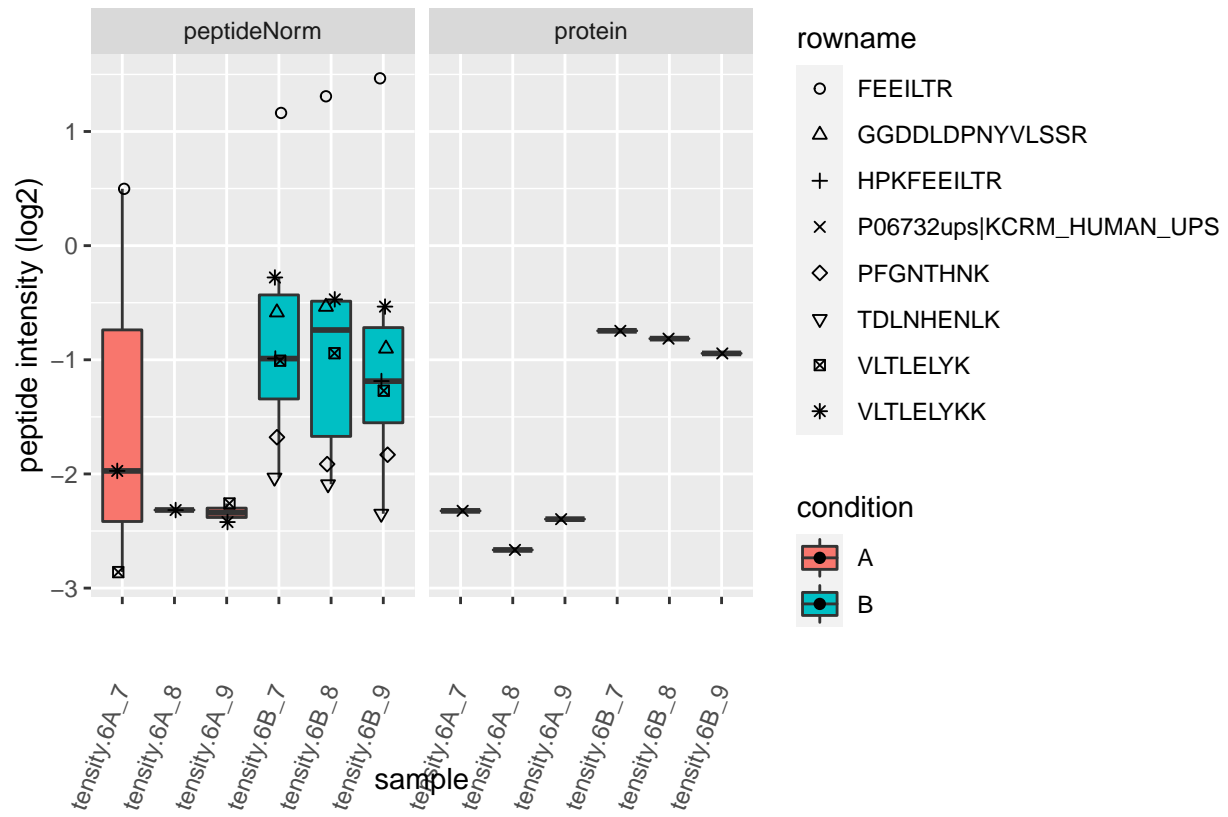 peptideNorm
protein
peptide intensity (log2)
1
0
−1
−2
−3
tensity.6A_7
tensity.6A_8
tensity.6A_9
tensity.6B_7
tensity.6B_8
tensity.6B_9
tensity.6A_7
tensity.6A_8
tensity.6A_9
tensity.6B_7
tensity.6B_8
tensity.6B_9
sample
rowname
FEEILTR
GGDDLDPNYVLSSR
HPKFEEILTR
P06732ups|KCRM_HUMAN_UPS
PFGNTHNK
TDLNHENLK
VLTLELYK
VLTLELYKK
condition
A
B